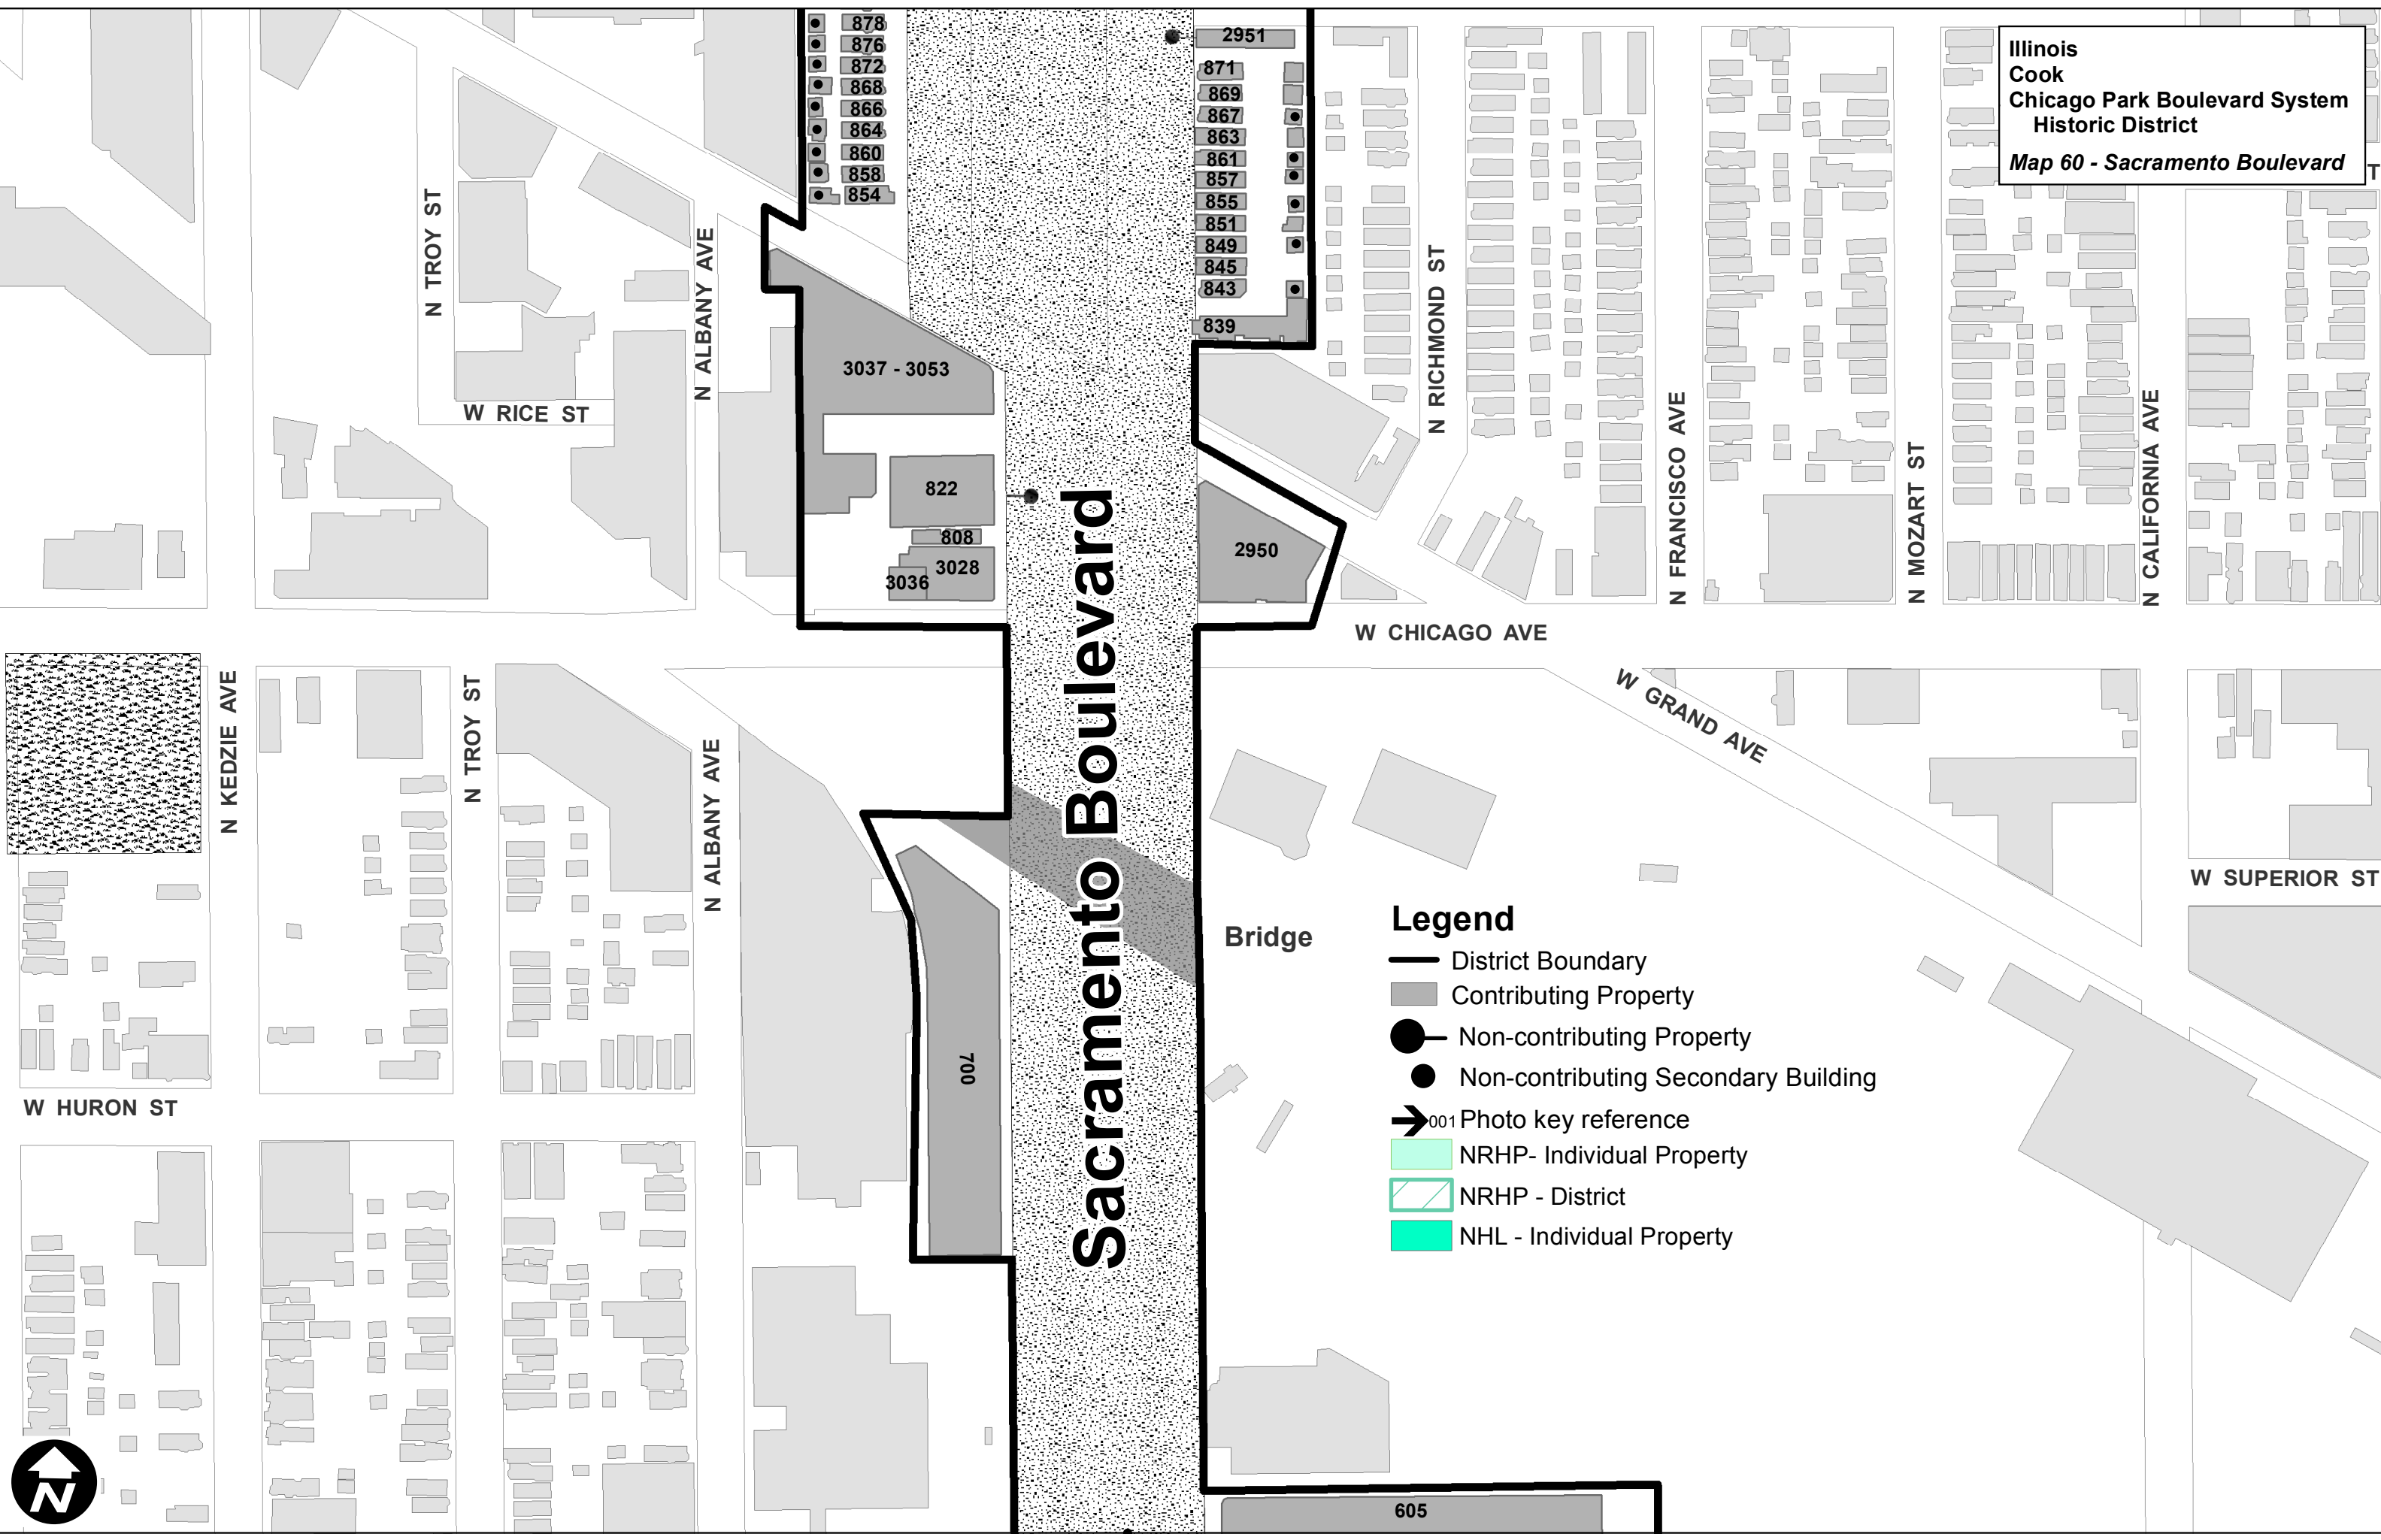 Illinois
Cook
Chicago Park Boulevard System
Historic District
Map 60 - Sacramento Boulevard
T
878
876
872
868
866
864
860
858
854
2951
871
869
867
863
861
857
855
851
849
845
843
839
N TROY ST
N ALBANY AVE
W RICE ST
3037 - 3053
822
808
3028
3036
2950
N RICHMOND ST
N FRANCISCO AVE
N MOZART ST
N CALIFORNIA AVE
W CHICAGO AVE
W GRAND AVE
W SUPERIOR ST
N KEDZIE AVE
N TROY ST
N ALBANY AVE
W HURON ST
Sacramento Boulevard
Bridge
700
605
Legend
District Boundary
Contributing Property
Non-contributing Property
Non-contributing Secondary Building
001 Photo key reference
NRHP- Individual Property
NRHP - District
NHL - Individual Property
N